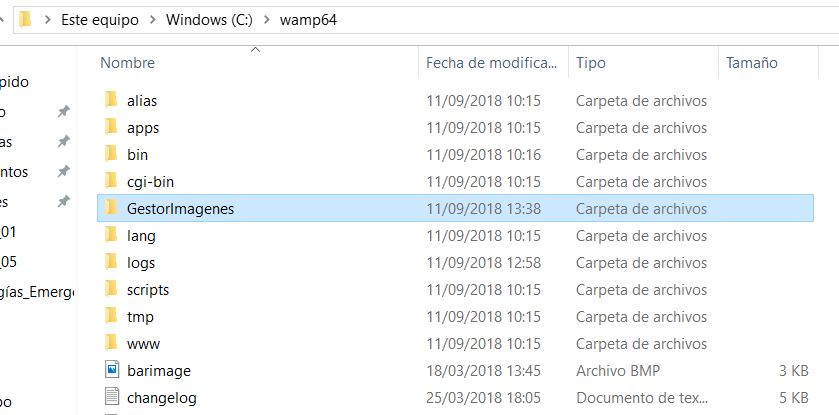 Este equipo > Windows (C:) > wamp64
Nombre Fecha de modifica... Tipo Tamaño
pido
alias 11/09/2018 10:15 Carpeta de archivos
o
apps 11/09/2018 10:15 Carpeta de archivos
as
bin 11/09/2018 10:16 Carpeta de archivos
ntos
cgi-bin 11/09/2018 10:15 Carpeta de archivos
es
GestorImagenes 11/09/2018 13:38 Carpeta de archivos
_01
lang 11/09/2018 10:15 Carpeta de archivos
_05
logs 11/09/2018 12:58 Carpeta de archivos
gías_Emerge
scripts 11/09/2018 10:15 Carpeta de archivos
tmp 11/09/2018 10:15 Carpeta de archivos
www 11/09/2018 10:15 Carpeta de archivos
barimage 18/03/2018 13:45 Archivo BMP 3 KB
changelog 25/03/2018 18:05 Documento de tex... 5 KB
po